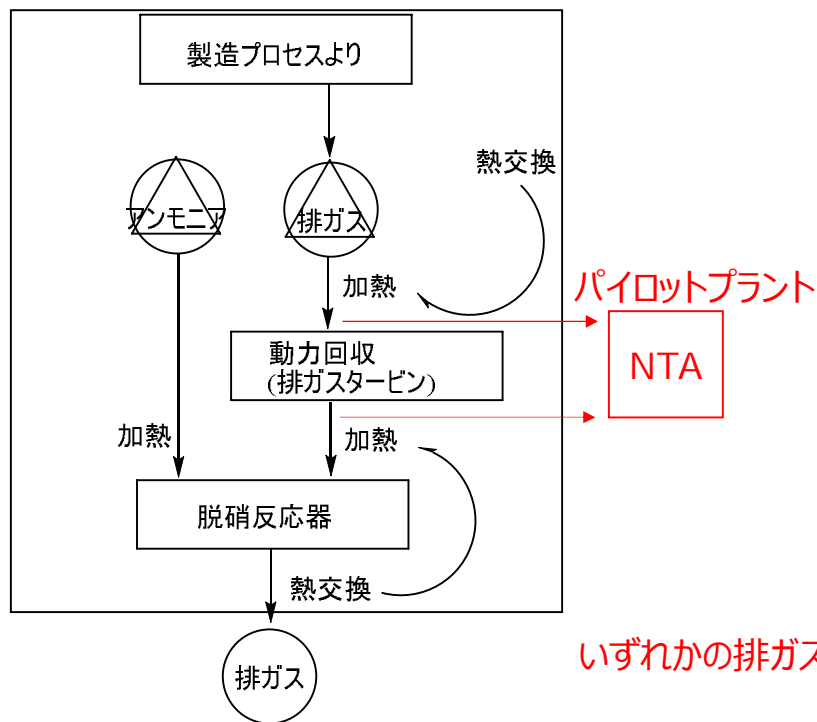 製造プロセスより
熱交換
アンモニア
排ガス
加熱
パイロットプラント
動力回収
(排ガスタービン)
NTA
加熱
加熱
脱硝反応器
熱交換
いずれかの排ガス
排ガス